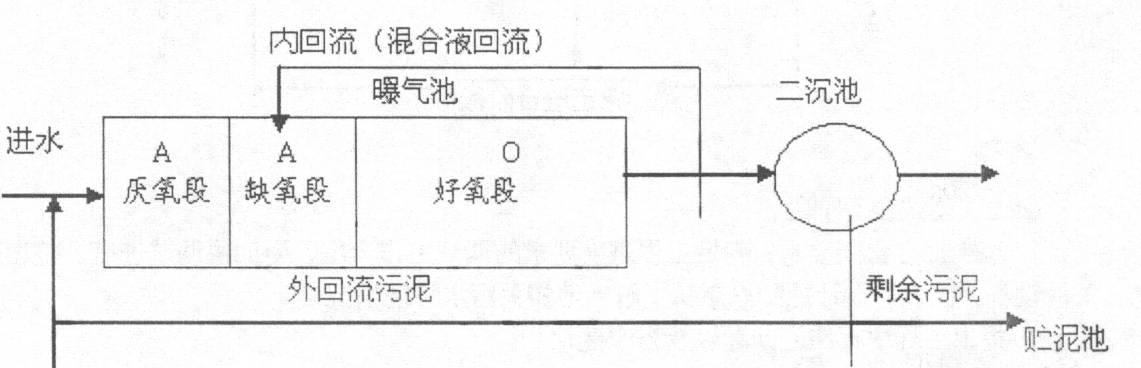 内回流（混合液回流）
曝气池
二沉池
进水
A
A
O
厌氧段
缺氧段
好氧段
外回流污泥
剩余污泥
贮泥池